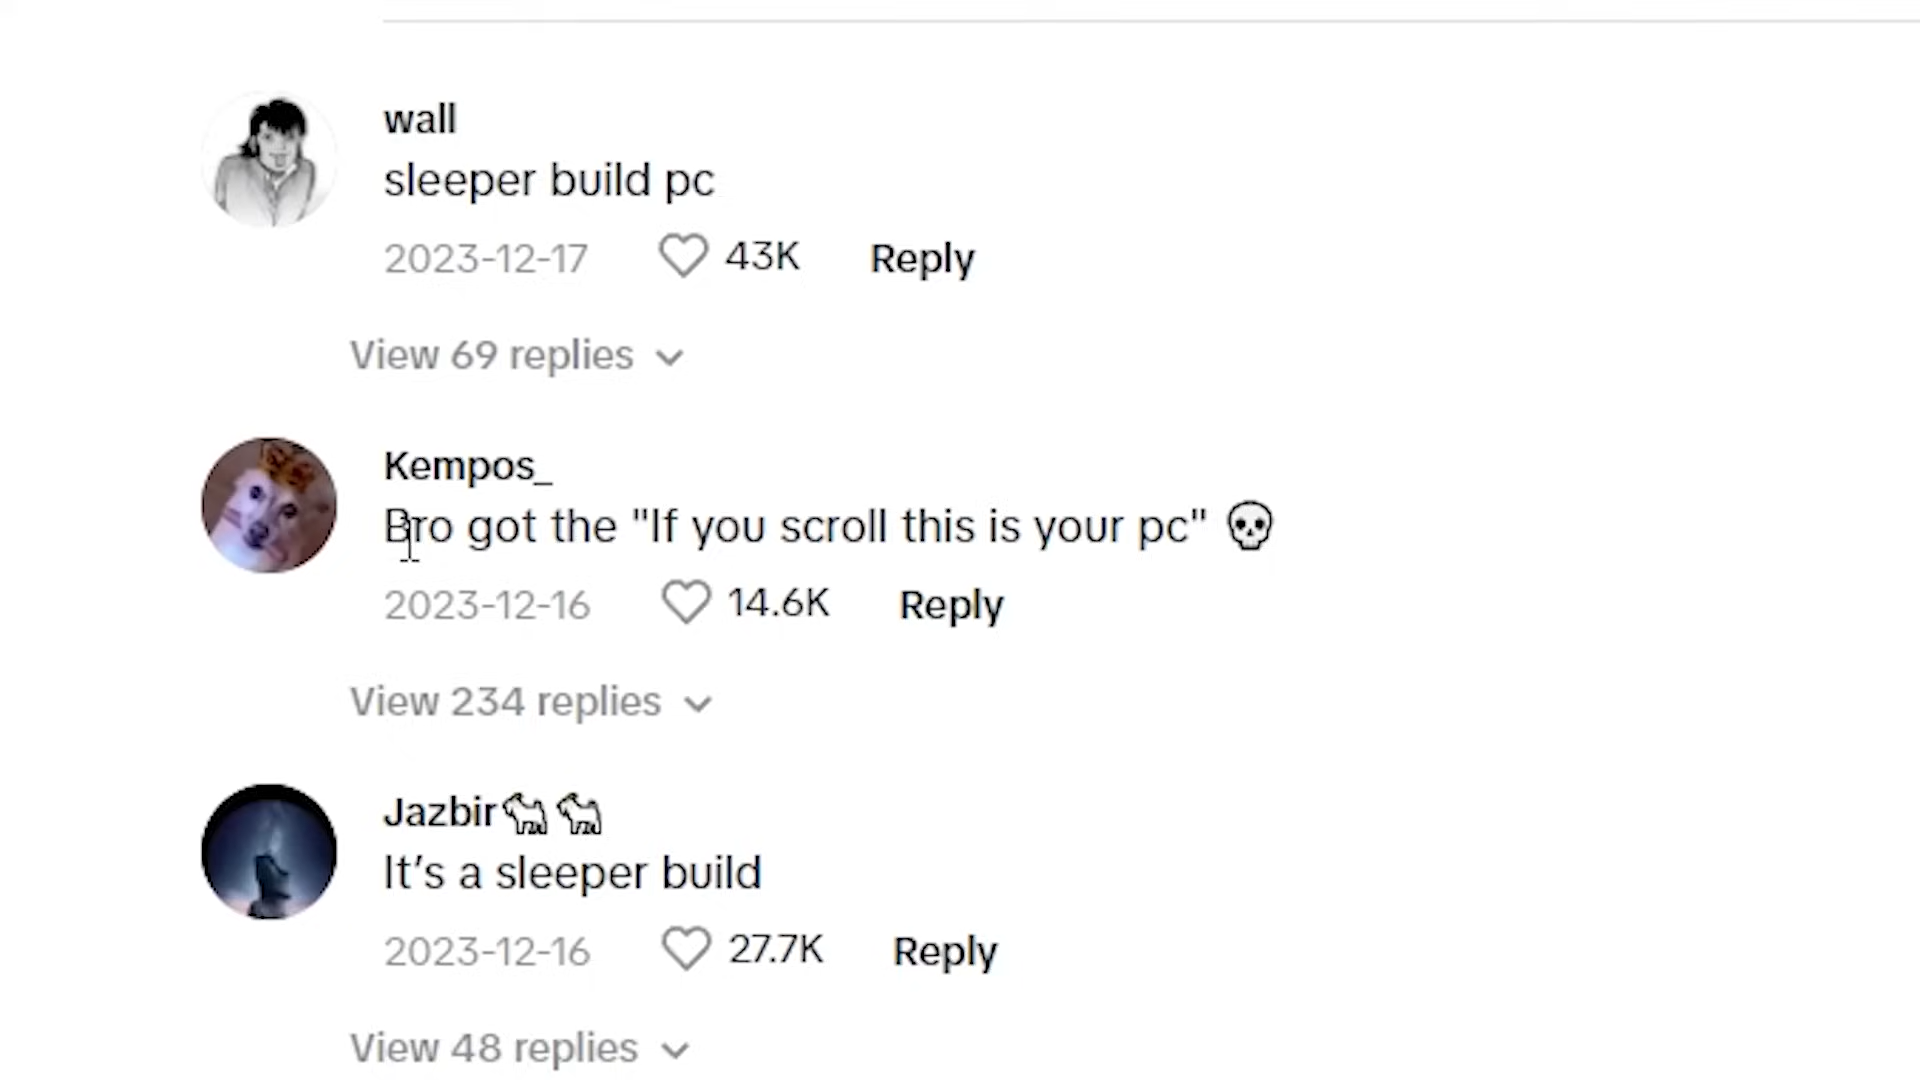 wall
sleeper build pc
2023-12-17 43K Reply
View 69 replies
Kempos_
Bro got the "If you scroll this is your pc" 💀
2023-12-16 14.6K Reply
View 234 replies
Jazbir🐐🐐
It's a sleeper build
2023-12-16 27.7K Reply
View 48 replies